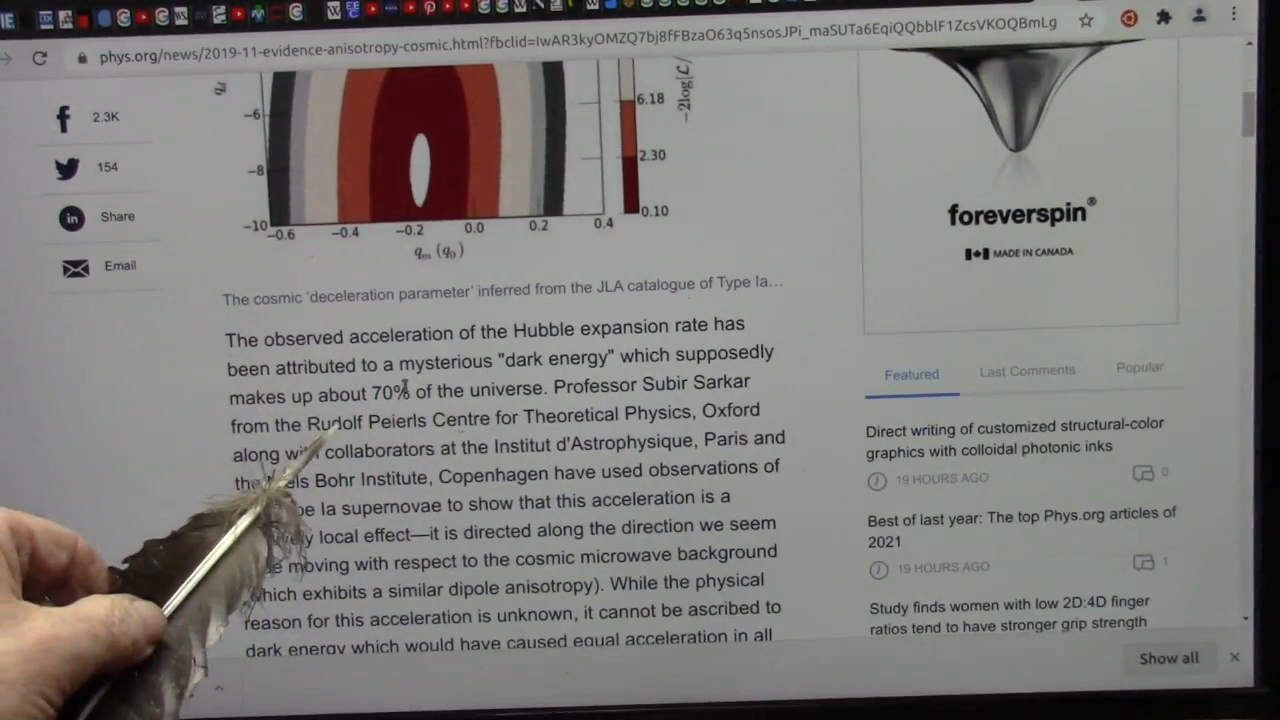 phys.org/news/2019-11-evidence-anisotropy-cosmic.html?fbclid=IwAR3kyOMZQ7bj8fFBzaO63q5nsosJPi_maSUTa6EqiQQbblF1ZcsVKOQBmLg
2.3K
154
Share
Email
−6
−8
−10
−0.6 −0.4 −0.2 0.0 0.2 0.4
qm (q0)
6.18
2.30
0.10
The cosmic 'deceleration parameter' inferred from the JLA catalogue of Type Ia...
The observed acceleration of the Hubble expansion rate has
been attributed to a mysterious "dark energy" which supposedly
makes up about 70% of the universe. Professor Subir Sarkar
from the Rudolf Peierls Centre for Theoretical Physics, Oxford
along with collaborators at the Institut d'Astrophysique, Paris and
the Bohr Institute, Copenhagen have used observations of
Ia supernovae to show that this acceleration is a
local effect—it is directed along the direction we seem
moving with respect to the cosmic microwave background
which exhibits a similar dipole anisotropy). While the physical
reason for this acceleration is unknown, it cannot be ascribed to
dark energy which would have caused equal acceleration in all
foreverspin®
MADE IN CANADA
Featured Last Comments Popular
Direct writing of customized structural-color
graphics with colloidal photonic inks
19 HOURS AGO 0
Best of last year: The top Phys.org articles of
2021
19 HOURS AGO 1
Study finds women with low 2D:4D finger
ratios tend to have stronger grip strength
Show all